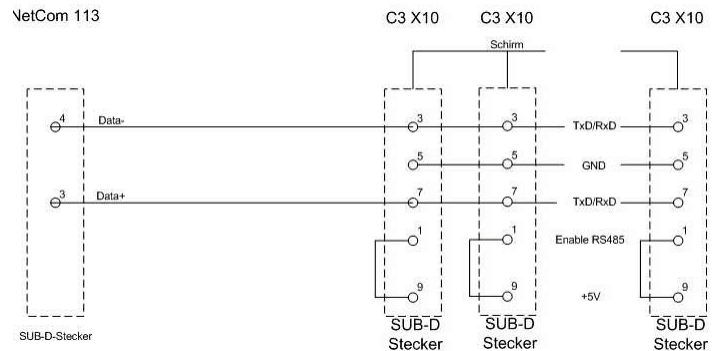 NetCom 113
C3 X10
C3 X10
C3 X10
Schirm
4
Data-
3
3
TxD/RxD
3
5
5
GND
5
3
Data+
7
7
TxD/RxD
7
1
1
Enable RS485
1
9
9
+5V
9
SUB-D-Stecker
SUB-D
Stecker
SUB-D
Stecker
SUB-D
Stecker